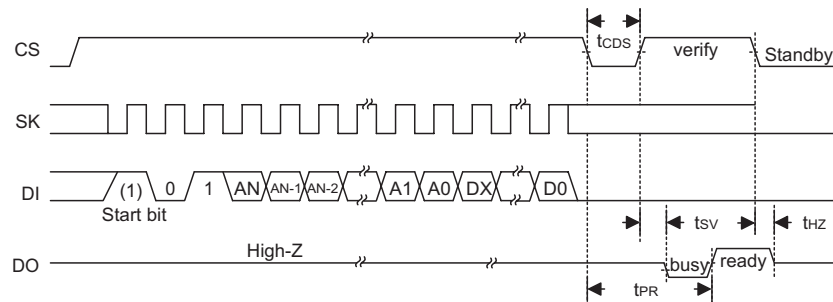 CS
tCDS
verify
Standby
SK
DI
(1) 0 1 AN AN-1 AN-2 A1 A0 DX D0
Start bit
tSV
tHZ
DO
High-Z
busy
ready
tPR